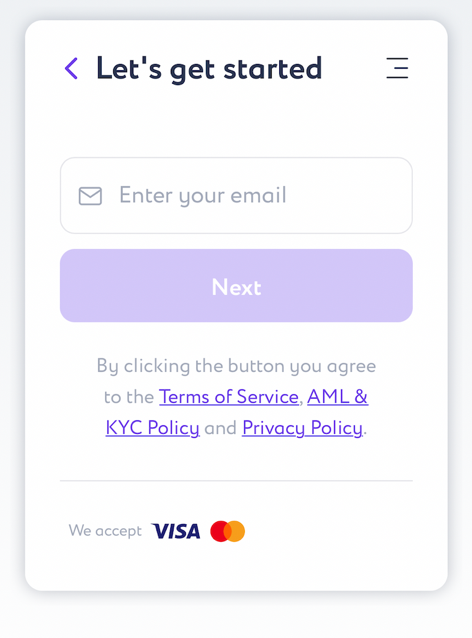 Let's get started
Enter your email
Next
By clicking the button you agree
to the Terms of Service, AML &
KYC Policy and Privacy Policy.
We accept VISA